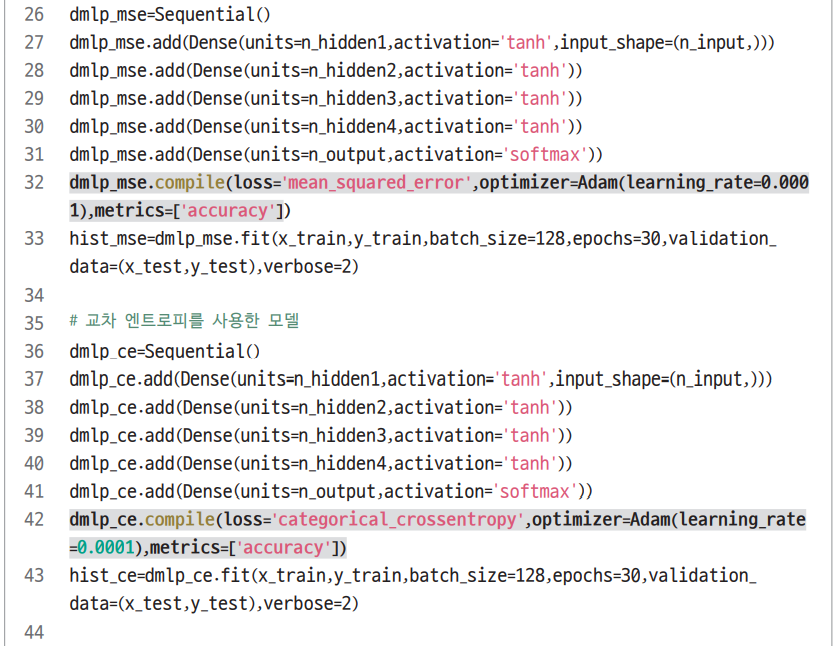 26 dmlp_mse=Sequential()
27 dmlp_mse.add(Dense(units=n_hidden1,activation='tanh',input_shape=(n_input,)))
28 dmlp_mse.add(Dense(units=n_hidden2,activation='tanh'))
29 dmlp_mse.add(Dense(units=n_hidden3,activation='tanh'))
30 dmlp_mse.add(Dense(units=n_hidden4,activation='tanh'))
31 dmlp_mse.add(Dense(units=n_output,activation='softmax'))
32 dmlp_mse.compile(loss='mean_squared_error',optimizer=Adam(learning_rate=0.000
1),metrics=['accuracy'])
33 hist_mse=dmlp_mse.fit(x_train,y_train,batch_size=128,epochs=30,validation_
data=(x_test,y_test),verbose=2)
34
35 # 교차 엔트로피를 사용한 모델
36 dmlp_ce=Sequential()
37 dmlp_ce.add(Dense(units=n_hidden1,activation='tanh',input_shape=(n_input,)))
38 dmlp_ce.add(Dense(units=n_hidden2,activation='tanh'))
39 dmlp_ce.add(Dense(units=n_hidden3,activation='tanh'))
40 dmlp_ce.add(Dense(units=n_hidden4,activation='tanh'))
41 dmlp_ce.add(Dense(units=n_output,activation='softmax'))
42 dmlp_ce.compile(loss='categorical_crossentropy',optimizer=Adam(learning_rate
=0.0001),metrics=['accuracy'])
43 hist_ce=dmlp_ce.fit(x_train,y_train,batch_size=128,epochs=30,validation_
data=(x_test,y_test),verbose=2)
44